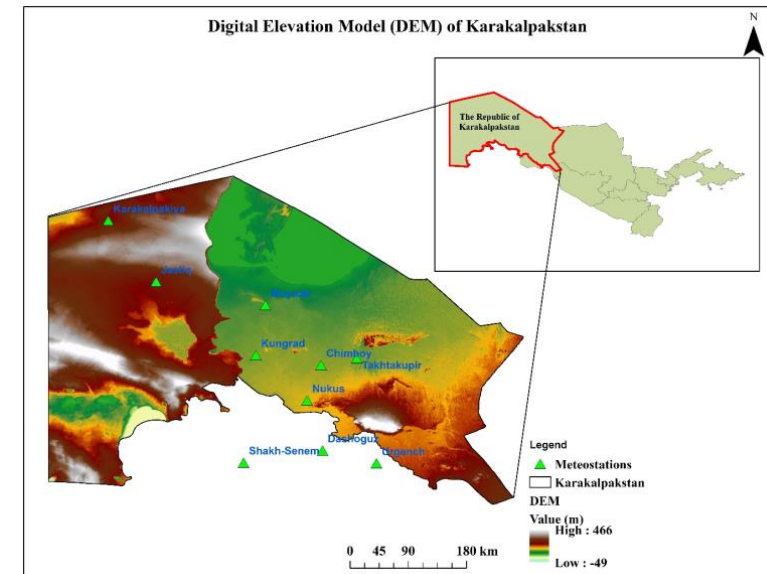 Digital Elevation Model (DEM) of Karakalpakstan
N
The Republic of
Karakalpakstan
Karakalpakiya
Jasliq
Muynak
Kungrad
Chimboy
Takhtakupir
Nukus
Dashoguz
Shakh-Senem
Urgench
Legend
Meteostations
Karakalpakstan
DEM
Value (m)
High : 466
Low : -49
0 45 90 180 km